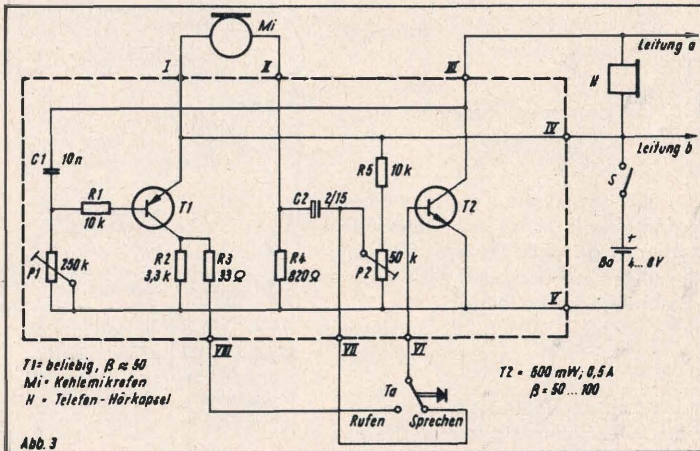 Mi
I
II
III
Leitung a
H
IV
Leitung b
C1
10n
R5
10k
S
R1
10k
T1
C2
2/15
T2
+
Ba
4...8V
P1
250k
R2
3,3k
R3
33Ω
R4
820Ω
P2
50
k
V
VIII
VII
VI
T1= beliebig, β ≈ 50
Mi = Kehlmikrofon
H = Telefon-Hörkapsel
Ta
Rufen
Sprechen
T2 = 600 mW; 0,5 A
β = 50 ... 100
Abb. 3